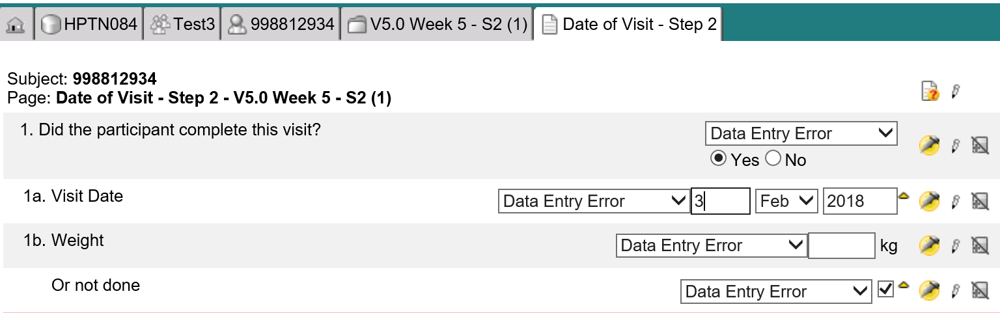 HPTN084 Test3 998812934 V5.0 Week 5 - S2 (1) Date of Visit - Step 2
Subject: 998812934
Page: Date of Visit - Step 2 - V5.0 Week 5 - S2 (1)
1. Did the participant complete this visit? Data Entry Error
Yes No
1a. Visit Date Data Entry Error 3 Feb 2018
1b. Weight Data Entry Error kg
Or not done Data Entry Error